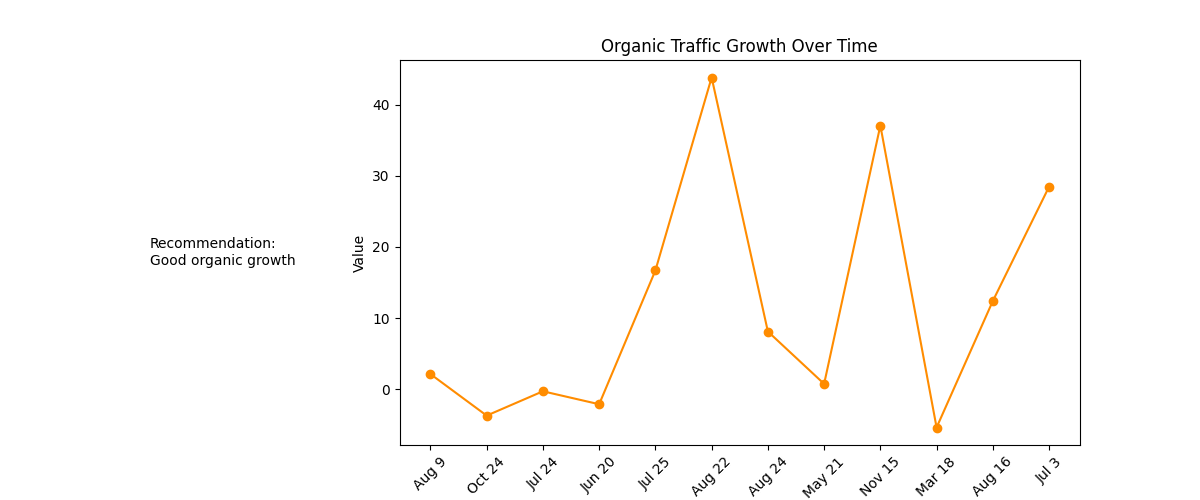 Organic Traffic Growth Over Time
Recommendation:
Good organic growth
Value
40
30
20
10
0
Aug 9
Oct 24
Jul 24
Jun 20
Jul 25
Aug 22
Aug 24
May 21
Nov 15
Mar 18
Aug 16
Jul 3